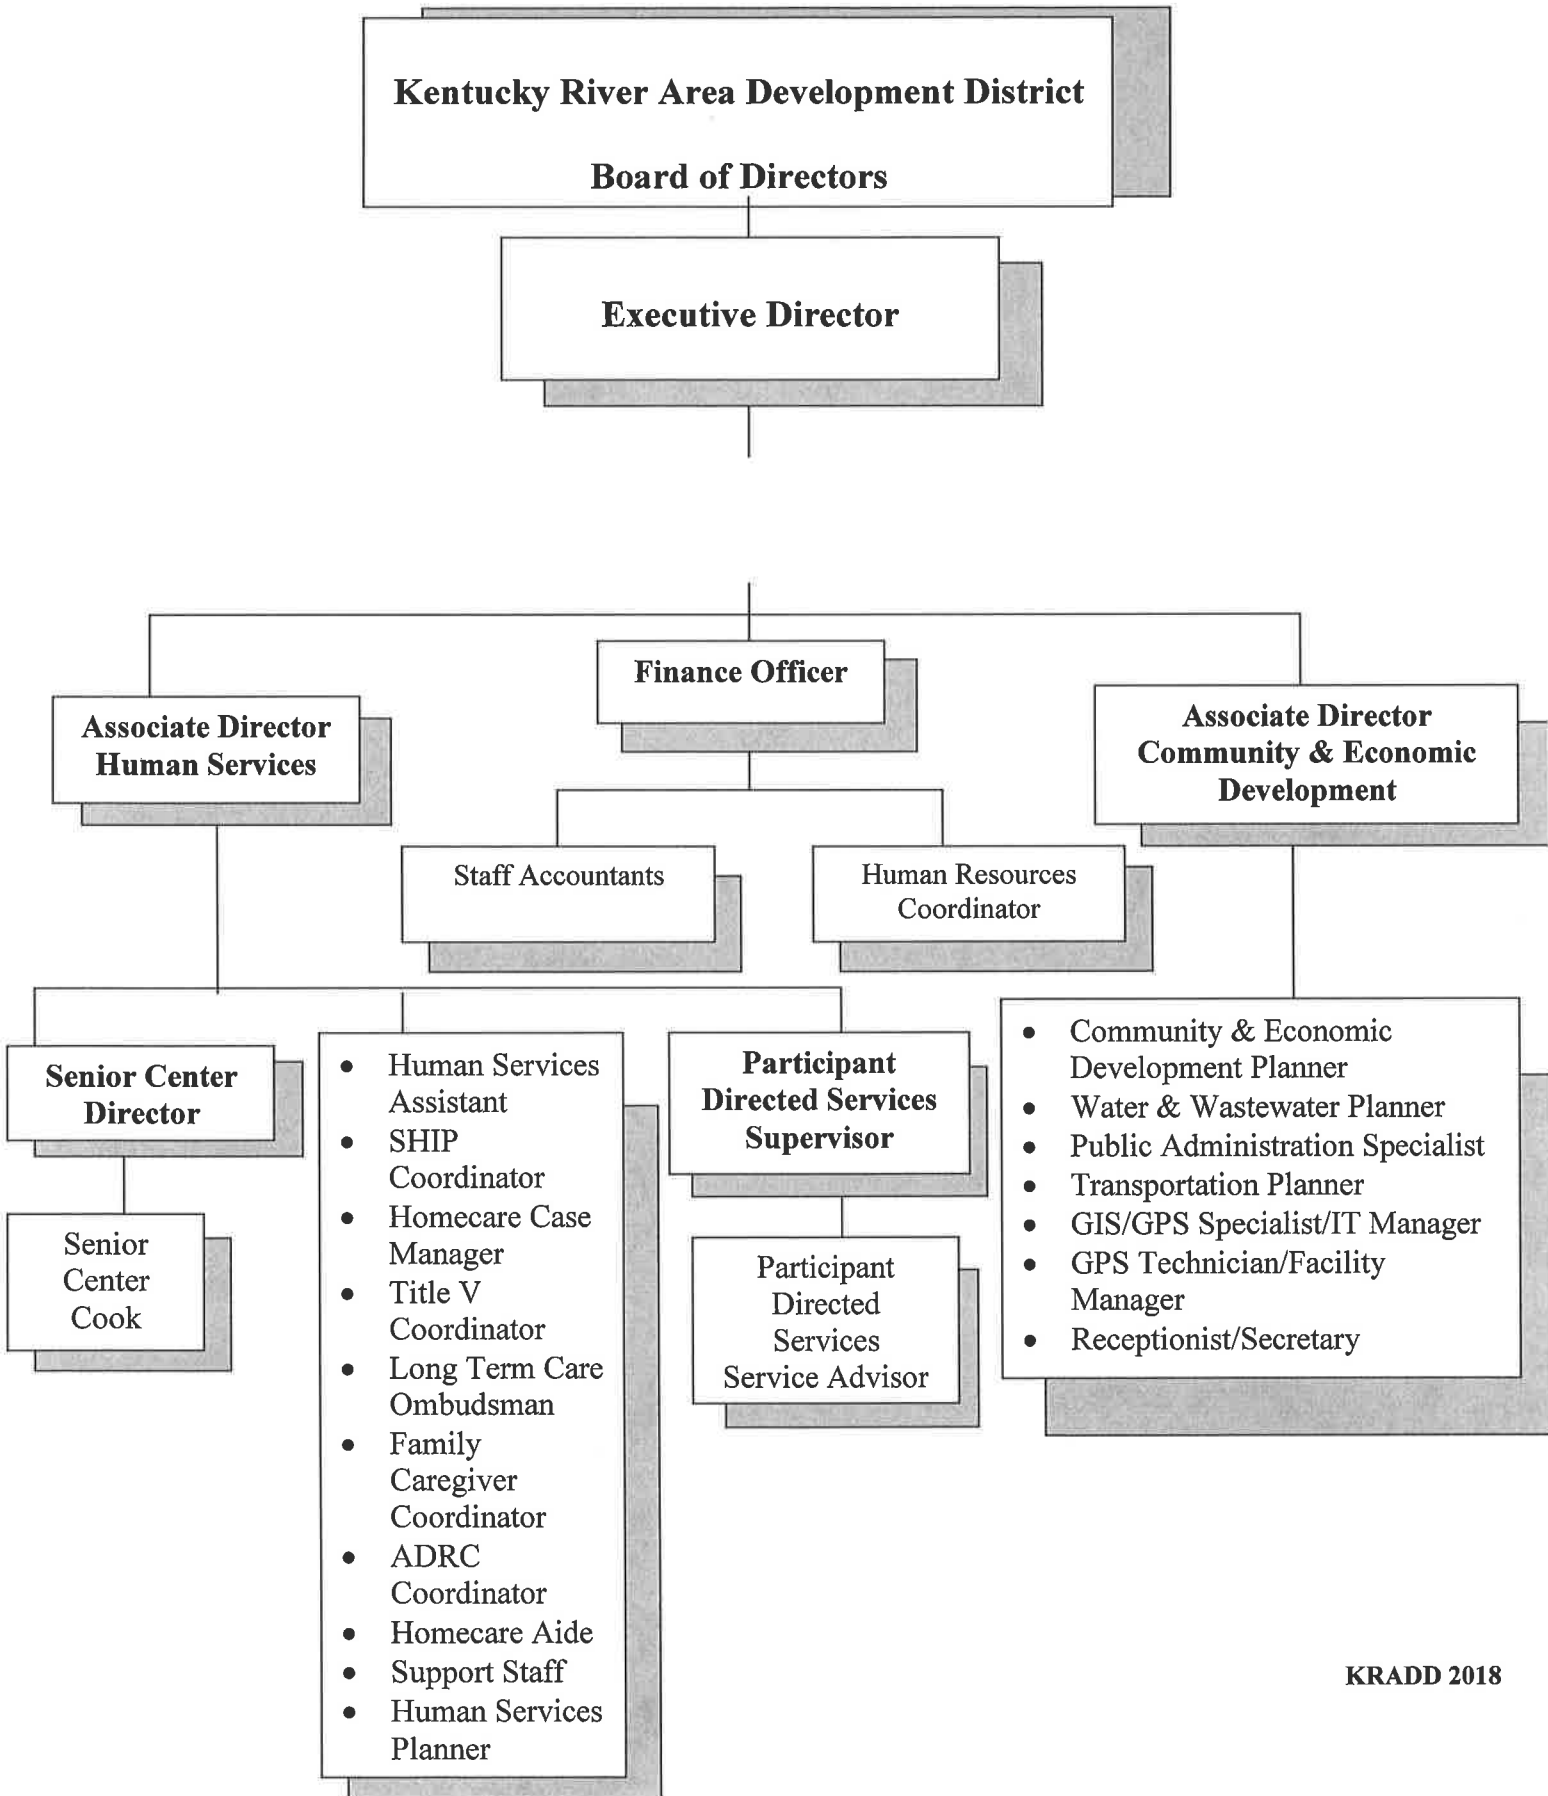 Kentucky River Area Development District
Board of Directors
Executive Director
Finance Officer
Associate Director
Human Services
Associate Director
Community & Economic
Development
Staff Accountants
Human Resources
Coordinator
Senior Center
Director
Senior
Center
Cook
• Human Services
Assistant
• SHIP
Coordinator
• Homecare Case
Manager
• Title V
Coordinator
• Long Term Care
Ombudsman
• Family
Caregiver
Coordinator
• ADRC
Coordinator
• Homecare Aide
• Support Staff
• Human Services
Planner
Participant
Directed Services
Supervisor
Participant
Directed
Services
Service Advisor
• Community & Economic
Development Planner
• Water & Wastewater Planner
• Public Administration Specialist
• Transportation Planner
• GIS/GPS Specialist/IT Manager
• GPS Technician/Facility
Manager
• Receptionist/Secretary
KRADD 2018